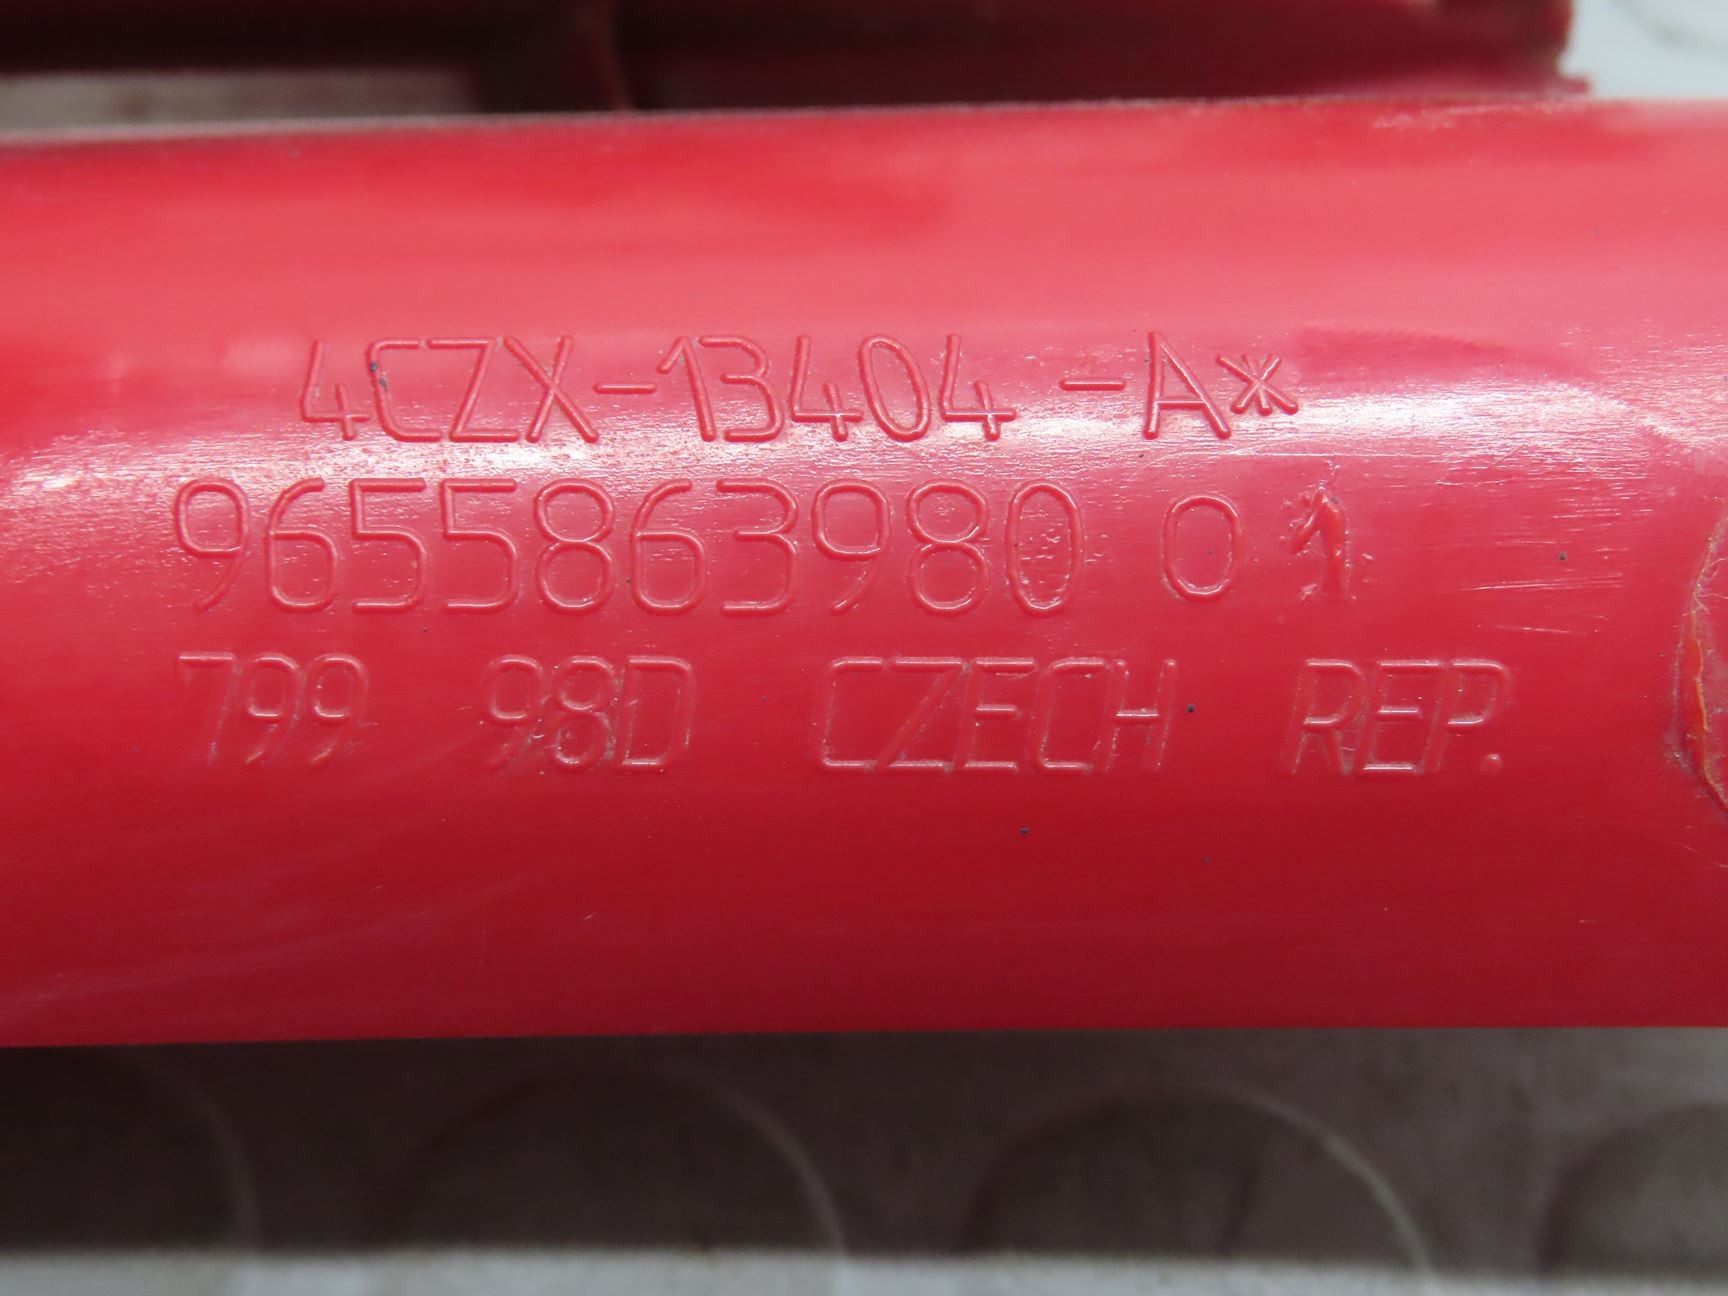 4CZX-13404-A*
9655863980 01
799 98D CZECH REP.